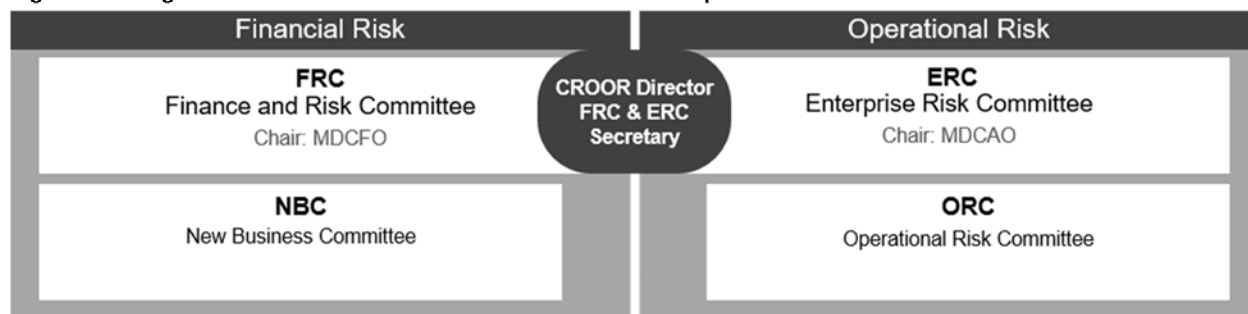 Financial Risk
Operational Risk
FRC
Finance and Risk Committee
Chair: MDCFO
CROOR Director
FRC & ERC
Secretary
ERC
Enterprise Risk Committee
Chair: MDCAO
NBC
New Business Committee
ORC
Operational Risk Committee